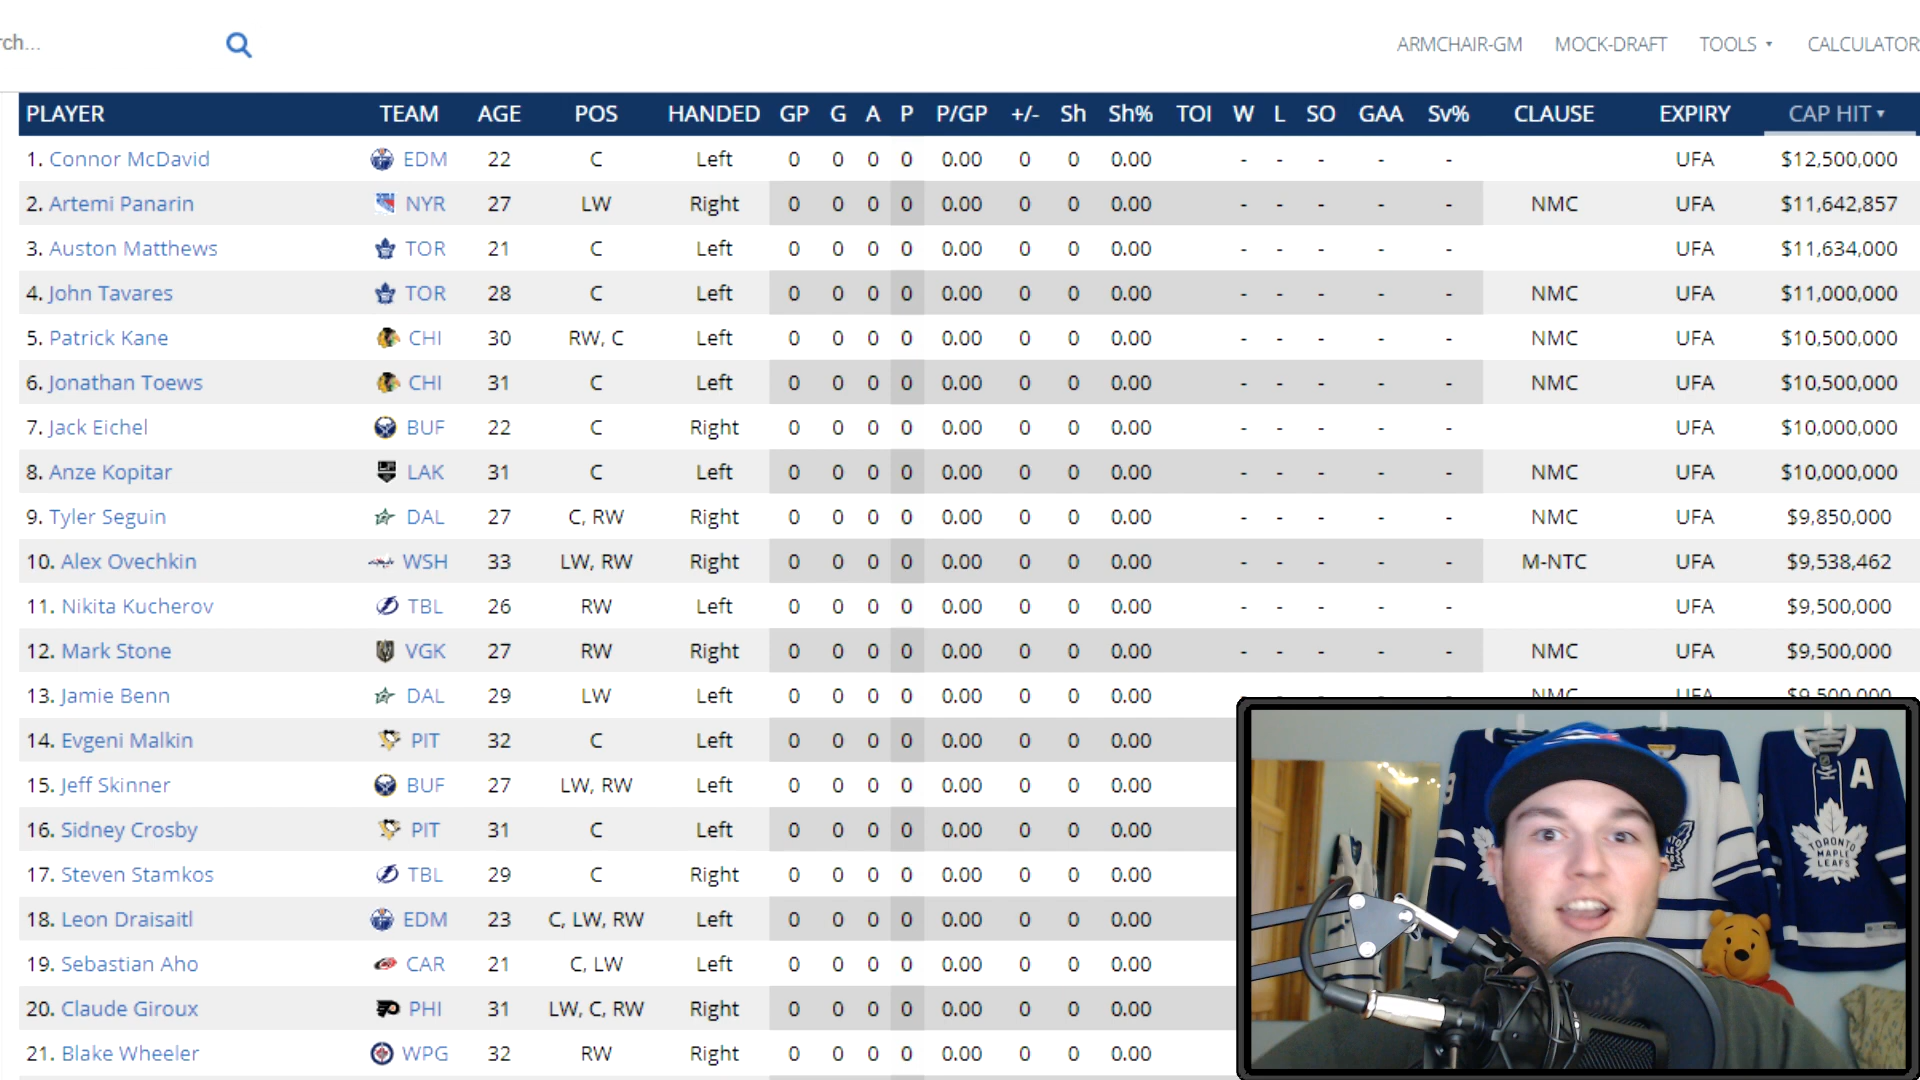 rch...
ARMCHAIR-GM MOCK-DRAFT TOOLS ▾ CALCULATOR
PLAYER TEAM AGE POS HANDED GP G A P P/GP +/- Sh Sh% TOI W L SO GAA Sv% CLAUSE EXPIRY CAP HIT ▾
1. Connor McDavid EDM 22 C Left 0 0 0 0 0.00 0 0 0.00 - - - - - UFA $12,500,000
2. Artemi Panarin NYR 27 LW Right 0 0 0 0 0.00 0 0 0.00 - - - - - NMC UFA $11,642,857
3. Auston Matthews TOR 21 C Left 0 0 0 0 0.00 0 0 0.00 - - - - - UFA $11,634,000
4. John Tavares TOR 28 C Left 0 0 0 0 0.00 0 0 0.00 - - - - - NMC UFA $11,000,000
5. Patrick Kane CHI 30 RW, C Left 0 0 0 0 0.00 0 0 0.00 - - - - - NMC UFA $10,500,000
6. Jonathan Toews CHI 31 C Left 0 0 0 0 0.00 0 0 0.00 - - - - - NMC UFA $10,500,000
7. Jack Eichel BUF 22 C Right 0 0 0 0 0.00 0 0 0.00 - - - - - UFA $10,000,000
8. Anze Kopitar LAK 31 C Left 0 0 0 0 0.00 0 0 0.00 - - - - - NMC UFA $10,000,000
9. Tyler Seguin DAL 27 C, RW Right 0 0 0 0 0.00 0 0 0.00 - - - - - NMC UFA $9,850,000
10. Alex Ovechkin WSH 33 LW, RW Right 0 0 0 0 0.00 0 0 0.00 - - - - - M-NTC UFA $9,538,462
11. Nikita Kucherov TBL 26 RW Left 0 0 0 0 0.00 0 0 0.00 - - - - - UFA $9,500,000
12. Mark Stone VGK 27 RW Right 0 0 0 0 0.00 0 0 0.00 - - - - - NMC UFA $9,500,000
13. Jamie Benn DAL 29 LW Left 0 0 0 0 0.00 0 0 0.00 - - - - - NMC UFA $9,500,000
14. Evgeni Malkin PIT 32 C Left 0 0 0 0 0.00 0 0 0.00
15. Jeff Skinner BUF 27 LW, RW Left 0 0 0 0 0.00 0 0 0.00
16. Sidney Crosby PIT 31 C Left 0 0 0 0 0.00 0 0 0.00
17. Steven Stamkos TBL 29 C Right 0 0 0 0 0.00 0 0 0.00
18. Leon Draisaitl EDM 23 C, LW, RW Left 0 0 0 0 0.00 0 0 0.00
19. Sebastian Aho CAR 21 C, LW Left 0 0 0 0 0.00 0 0 0.00
20. Claude Giroux PHI 31 LW, C, RW Right 0 0 0 0 0.00 0 0 0.00
21. Blake Wheeler WPG 32 RW Right 0 0 0 0 0.00 0 0 0.00
A
TORONTO
MAPLE
LEAFS